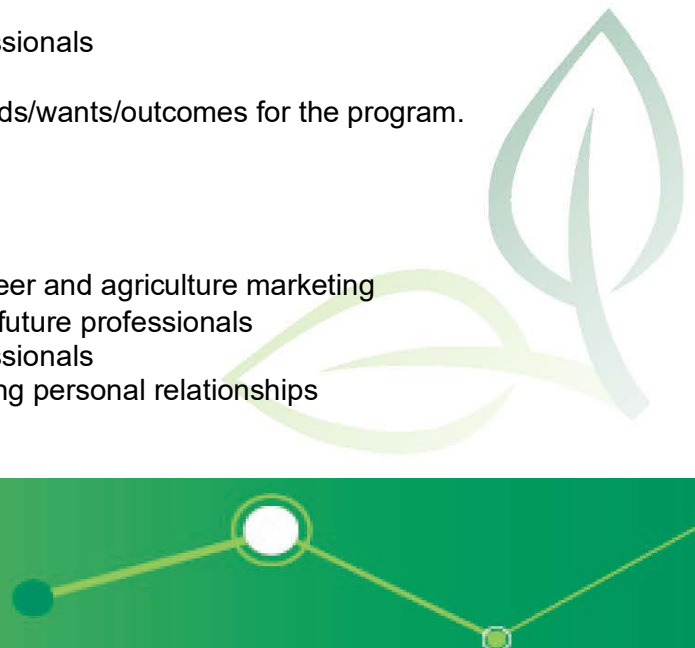 ssionals
ds/wants/outcomes for the program.
eer and agriculture marketing
future professionals
ssionals
ng personal relationships